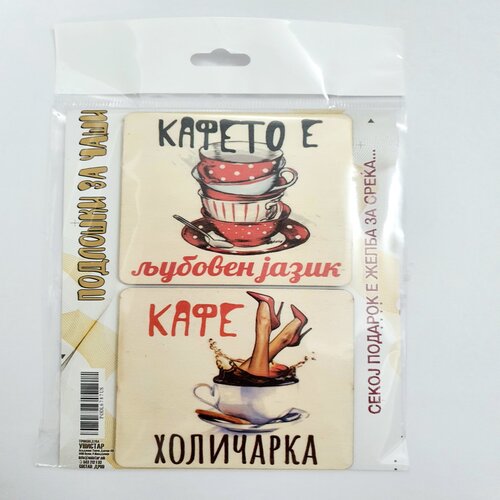 ПОДЛОШКИ ЗА ЧАШИ
КАФЕТО Е
љубовен јазик
КАФЕ
ХОЛИЧАРКА
СЕКОЈ ПОДАРОК Е ЖЕЛБА ЗА СРЕЌА...
УНИСТАР